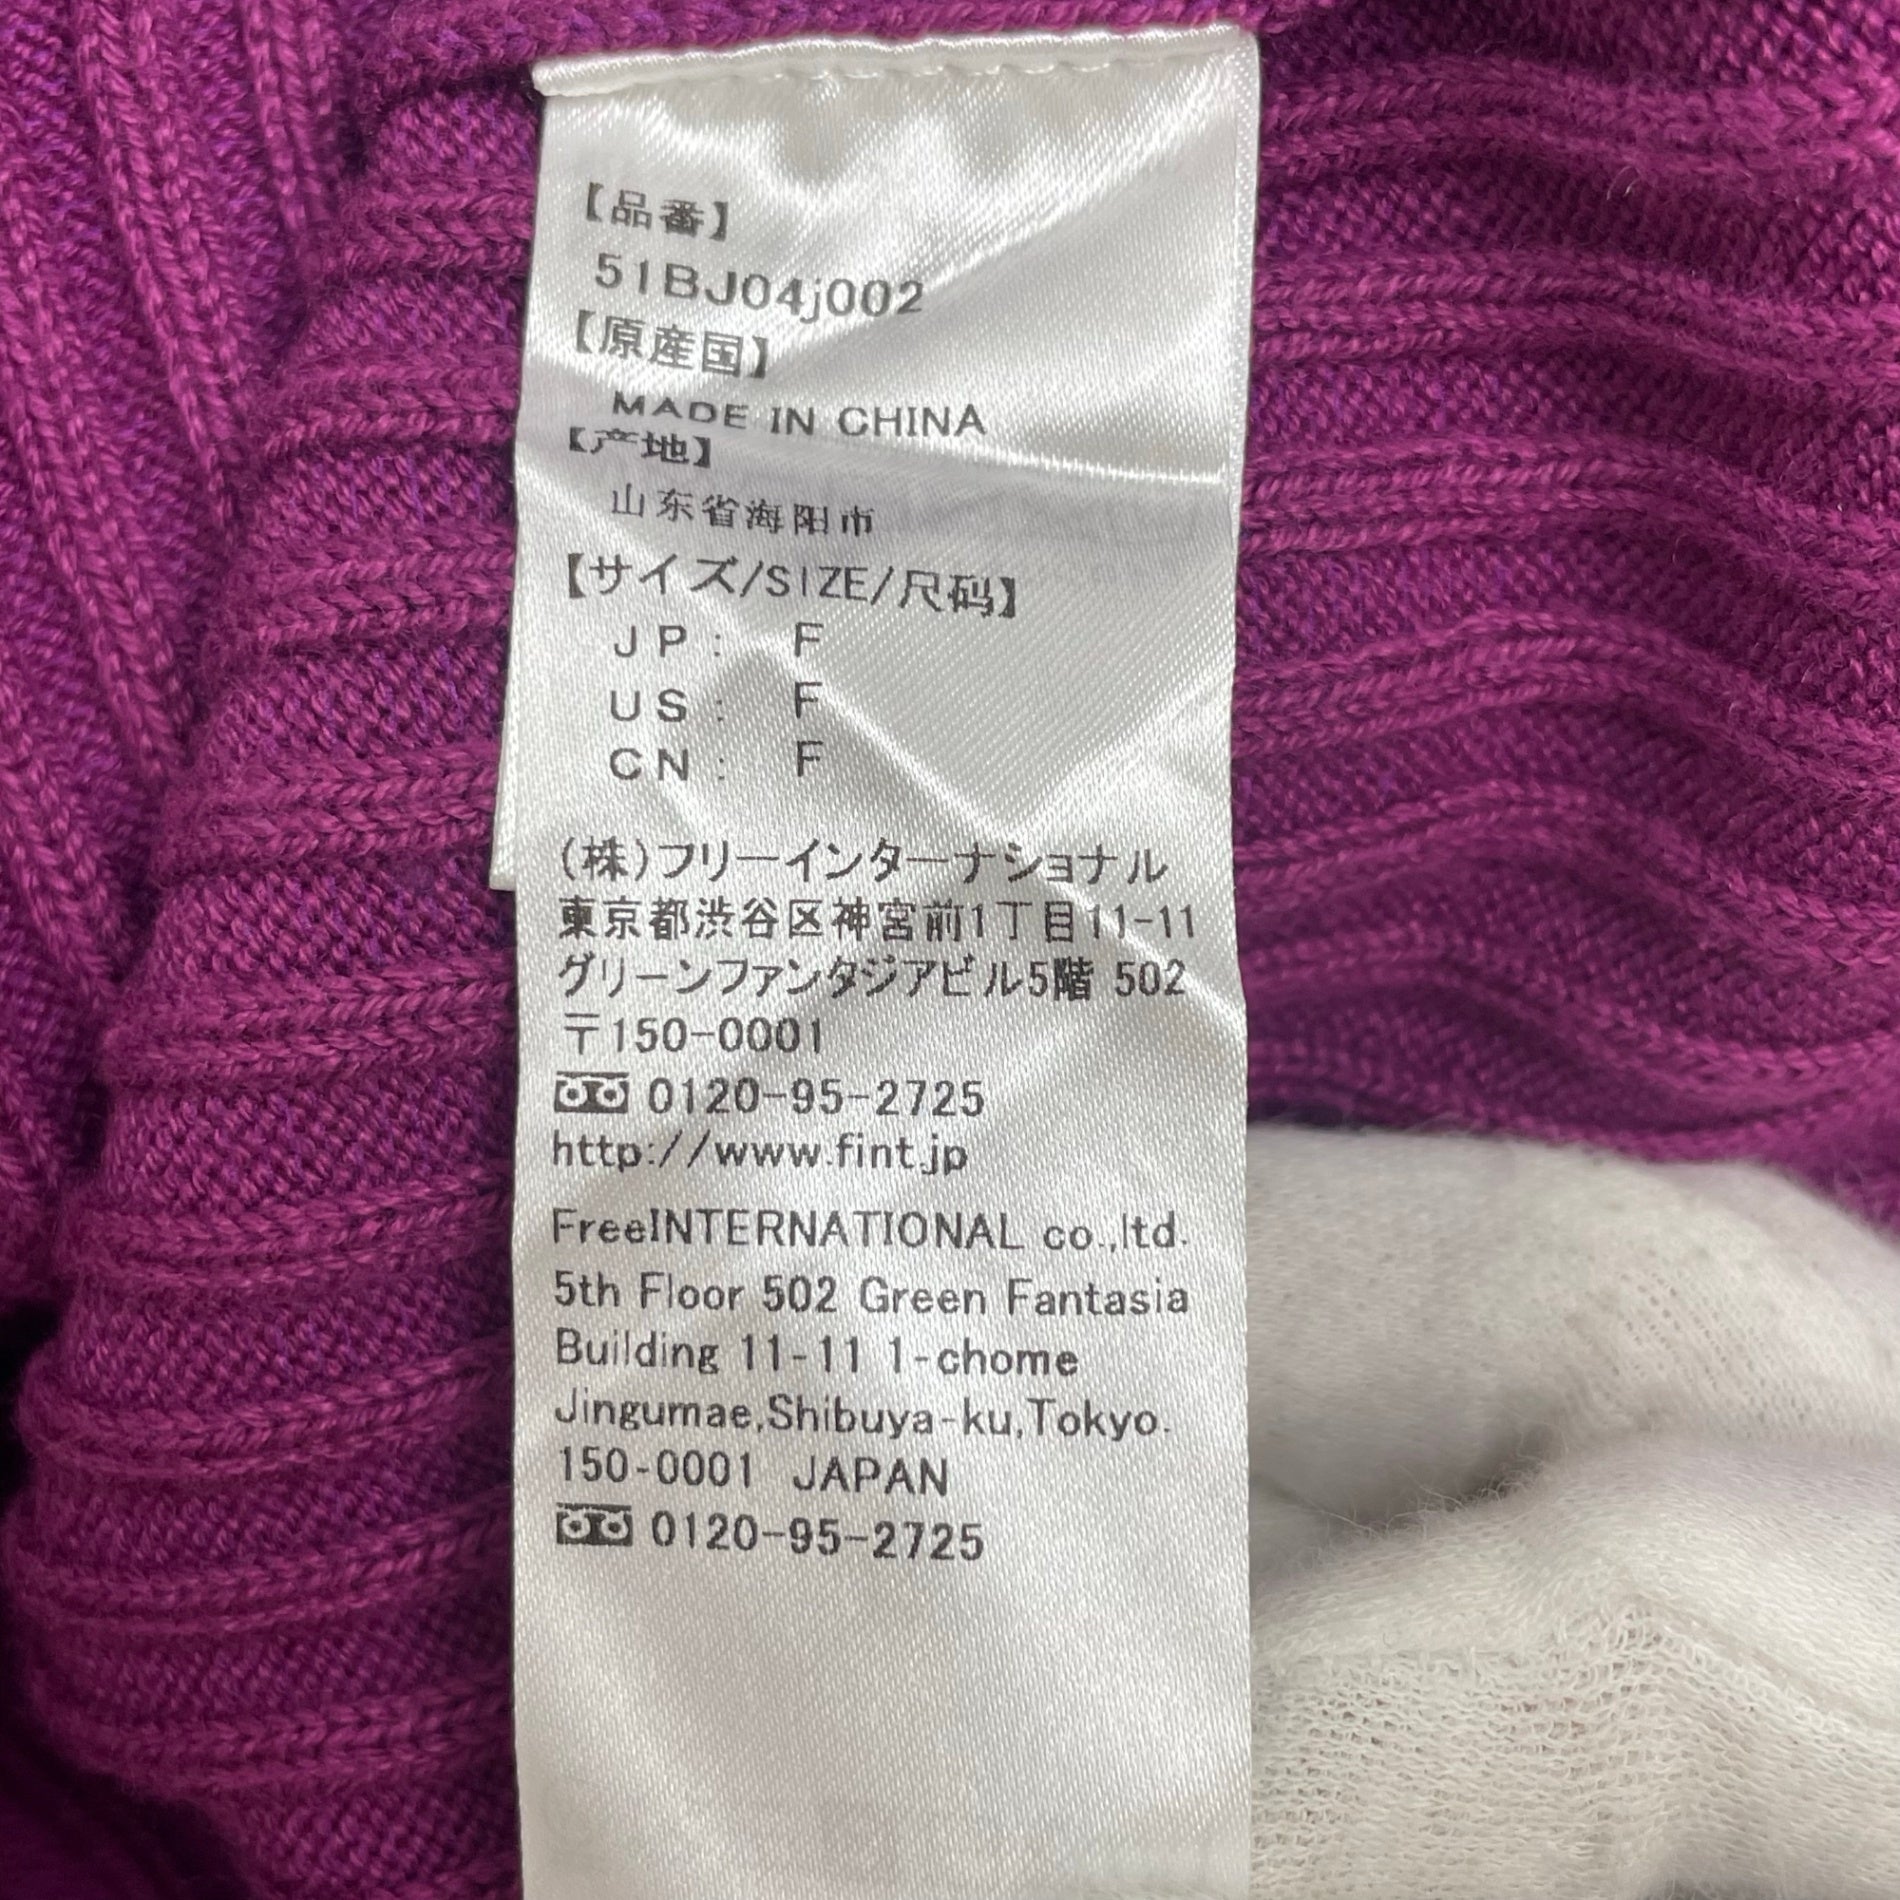 【品番】
51BJ04j002
【原産国】
MADE IN CHINA
【产地】
山东省海阳市
【サイズ/SIZE/尺码】
JP: F
US: F
CN: F
(株)フリーインターナショナル
東京都渋谷区神宮前1丁目11-11
グリーンファンタジアビル5階 502
〒150-0001
0120-95-2725
http://www.fint.jp
FreeINTERNATIONAL co.,ltd.
5th Floor 502 Green Fantasia
Building 11-11 1-chome
Jingumae,Shibuya-ku,Tokyo.
150-0001 JAPAN
0120-95-2725